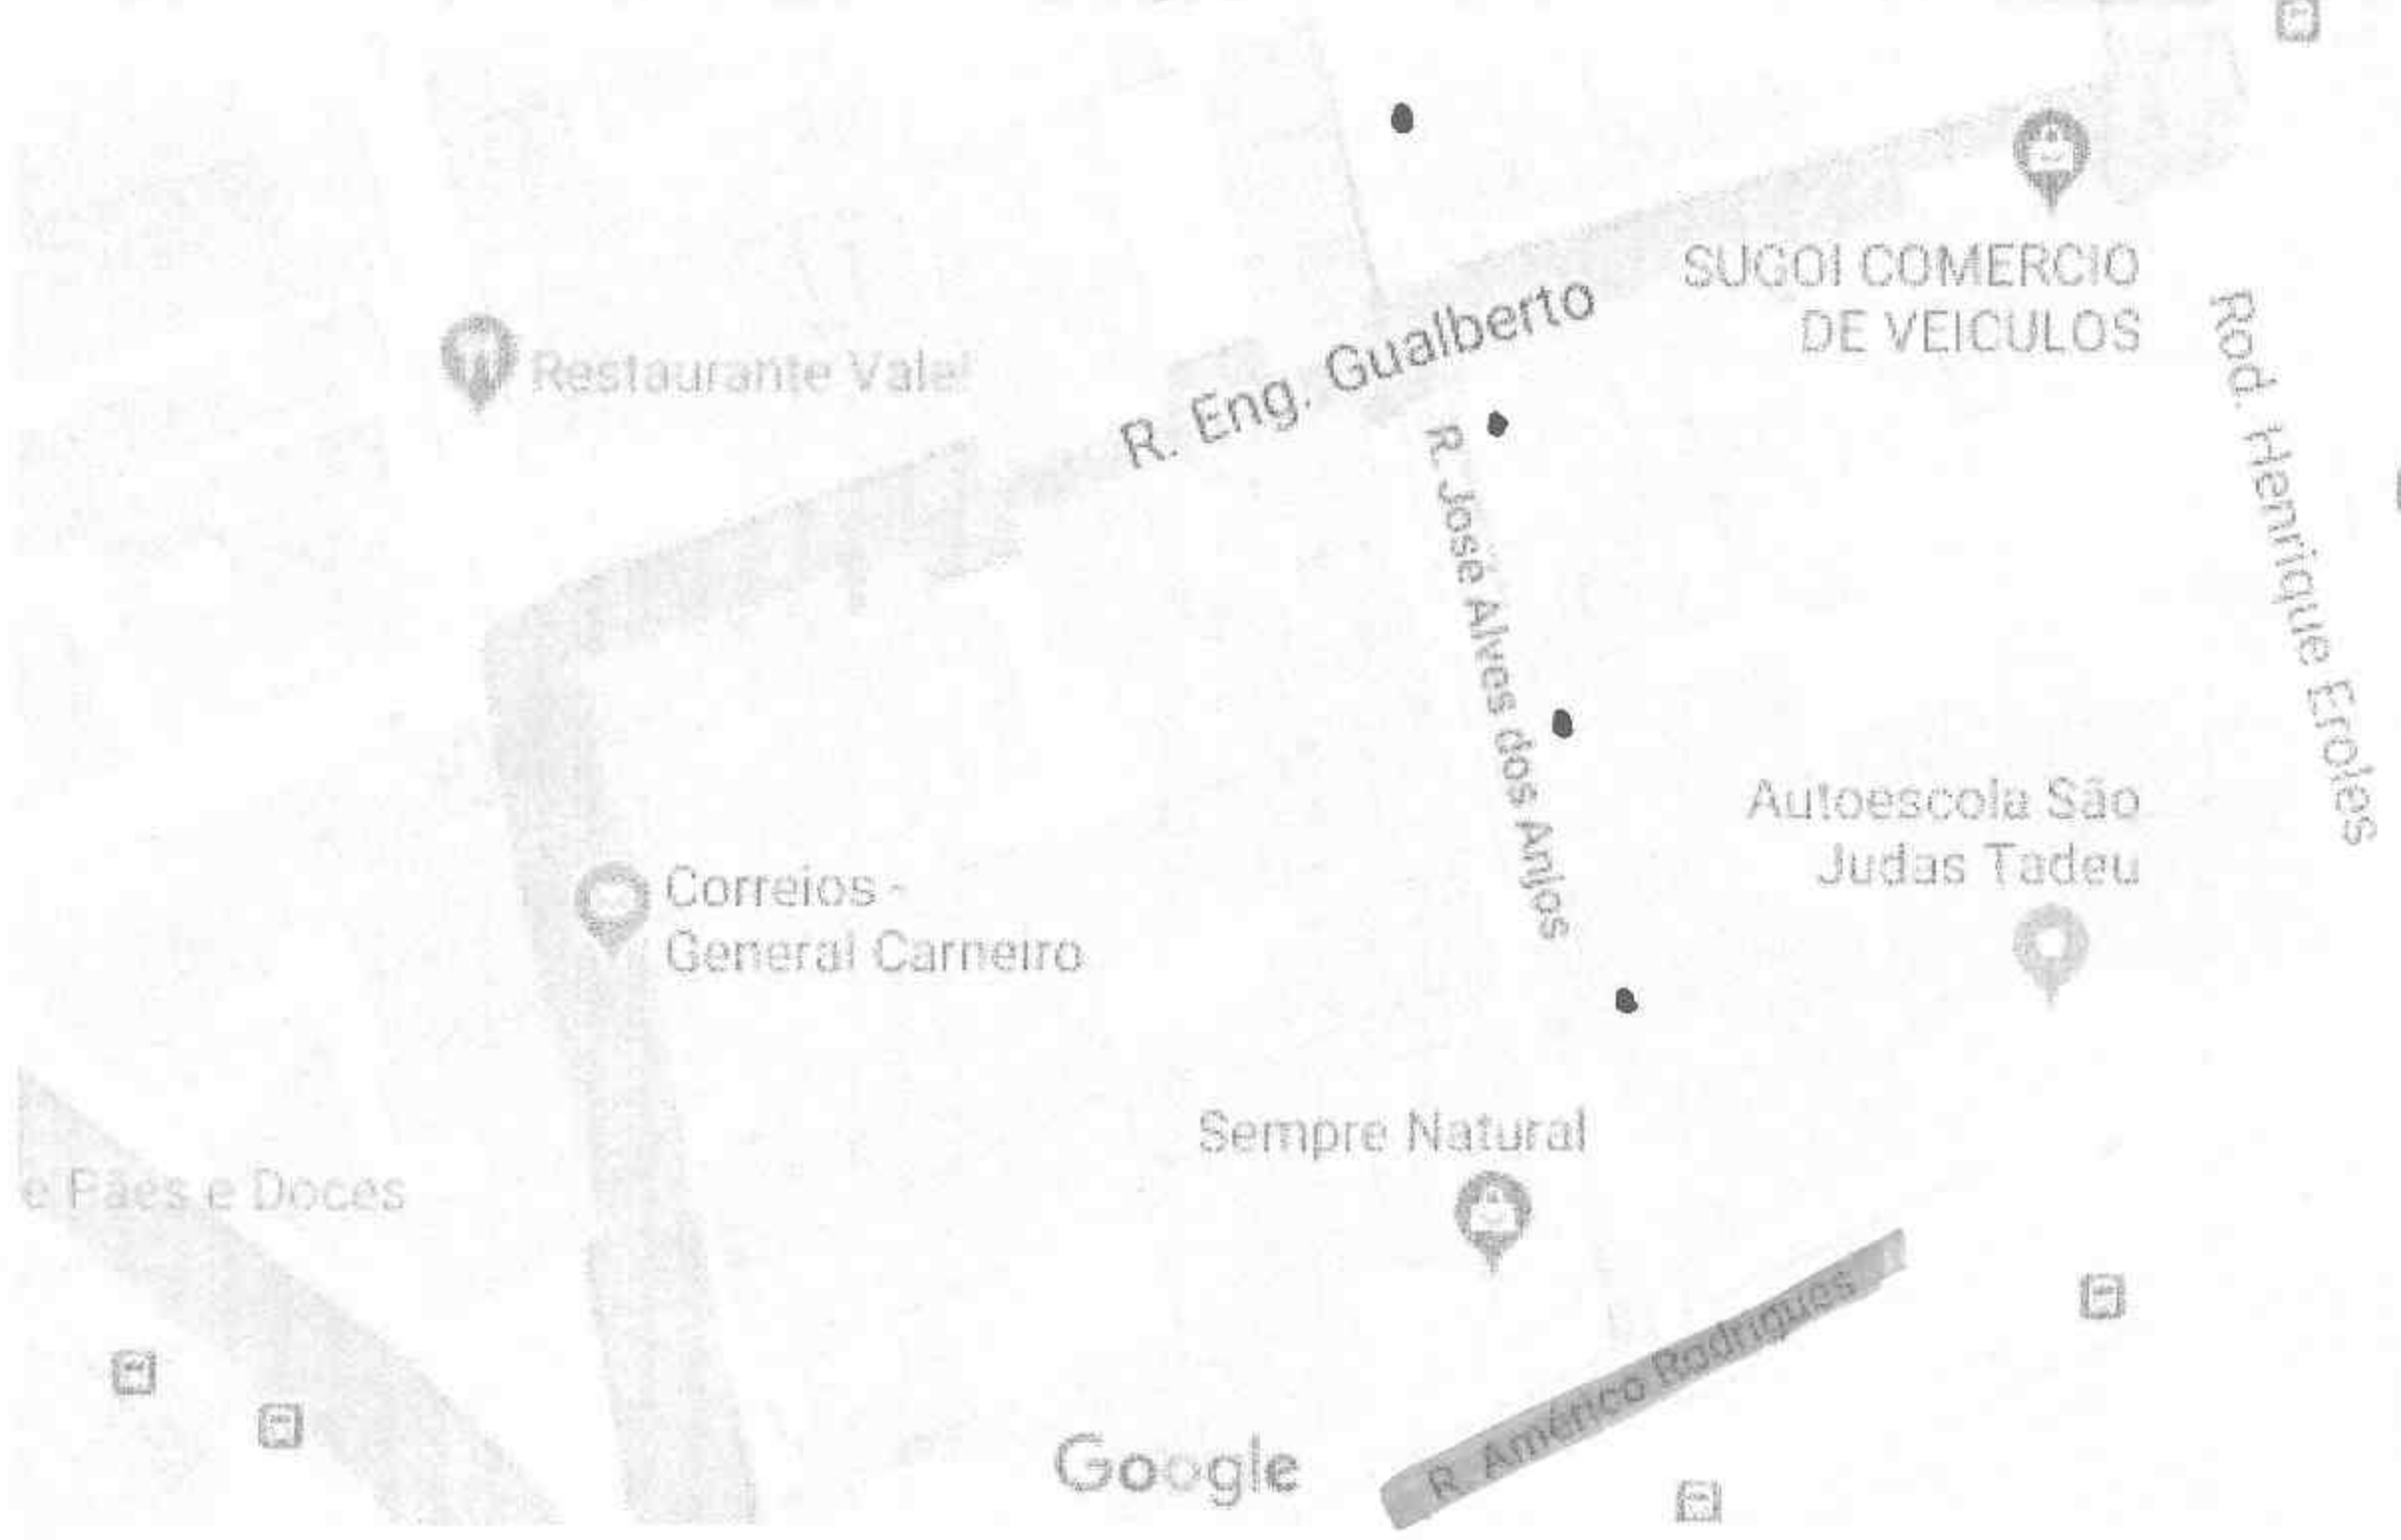 SUGOI COMERCIO
DE VEICULOS
R. Eng. Gualberto
Rod. Henrique Eroles
Restaurante Vale!
R. José Alves dos Anjos
Autoescola São
Judas Tadeu
Correios -
General Carneiro
Sempre Natural
e Pães e Doces
R. Américo Rodrigues
Google